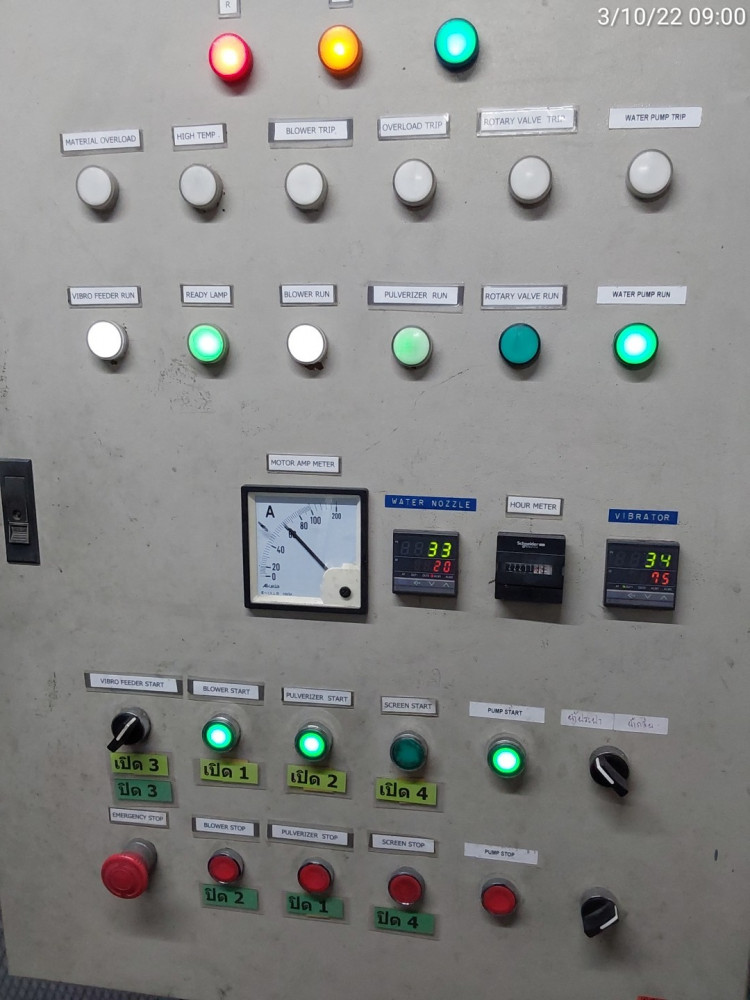 3/10/22 09:00
R
MATERIAL OVERLOAD
HIGH TEMP .
BLOWER TRIP.
OVERLOAD TRIP
ROTARY VALVE TRIP
WATER PUMP TRIP
VIBRO FEEDER RUN
READY LAMP
BLOWER RUN
PULVERIZER RUN
ROTARY VALVE RUN
WATER PUMP RUN
MOTOR AMP METER
WATER NOZZLE
HOUR METER
VIBRATOR
A
0
20
40
60
80
100
200
33
20
Schneider
34
75
VIBRO FEEDER START
BLOWER START
PULVERIZER START
SCREEN START
PUMP START
เปิด 3
ปิด 3
เปิด 1
เปิด 2
เปิด 4
EMERGENCY STOP
BLOWER STOP
PULVERIZER STOP
SCREEN STOP
PUMP STOP
ปิด 2
ปิด 1
ปิด 4